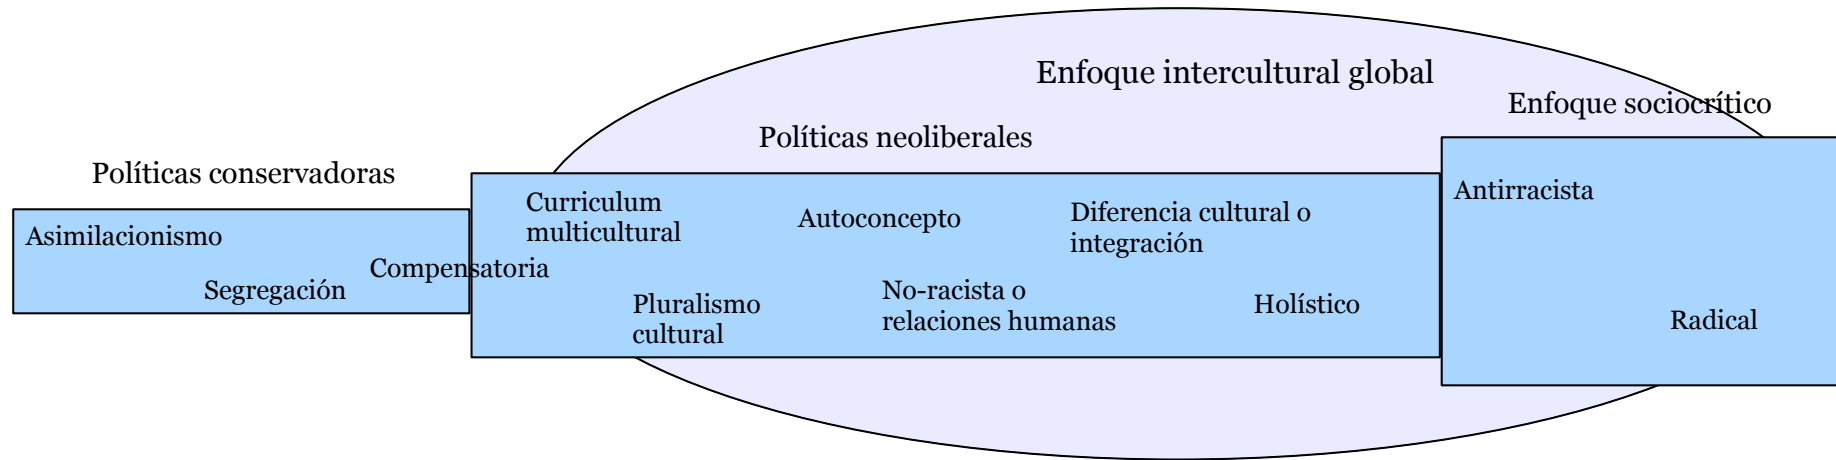 Enfoque intercultural global
Enfoque sociocrítico
Políticas neoliberales
Políticas conservadoras
Asimilacionismo
Segregación
Compensatoria
Curriculum
multicultural
Pluralismo
cultural
Autoconcepto
No-racista o
relaciones humanas
Diferencia cultural o
integración
Holístico
Antirracista
Radical